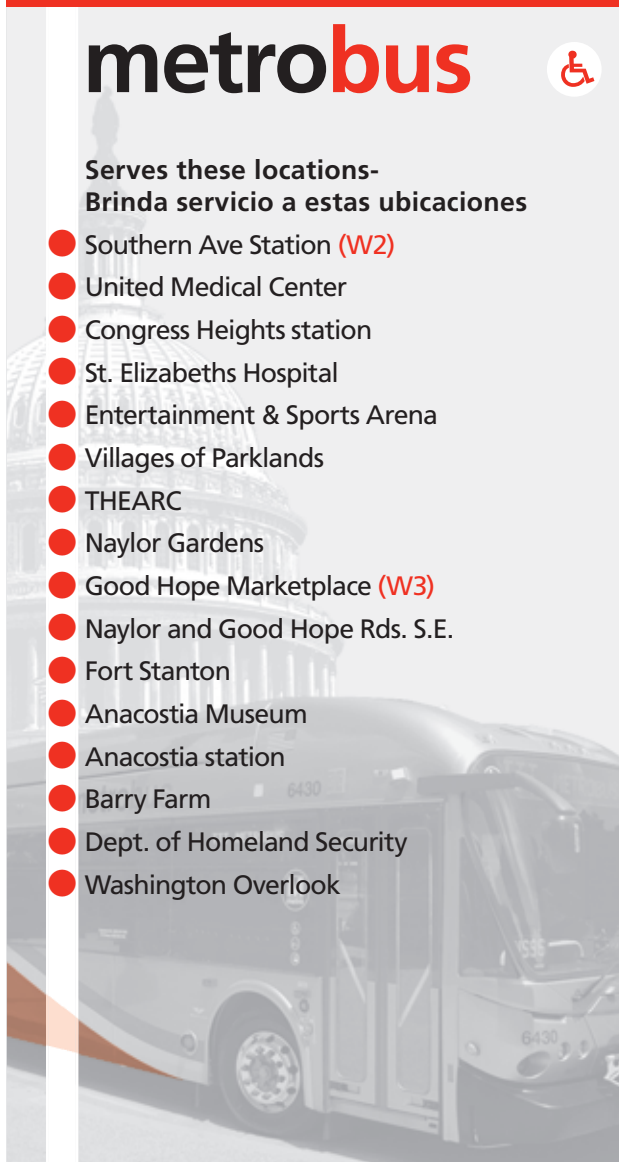 metrobus
Serves these locations-
Brinda servicio a estas ubicaciones
Southern Ave Station (W2)
United Medical Center
Congress Heights station
St. Elizabeths Hospital
Entertainment & Sports Arena
Villages of Parklands
THEARC
Naylor Gardens
Good Hope Marketplace (W3)
Naylor and Good Hope Rds. S.E.
Fort Stanton
Anacostia Museum
Anacostia station
6430
Barry Farm
Dept. of Homeland Security
Washington Overlook
6430